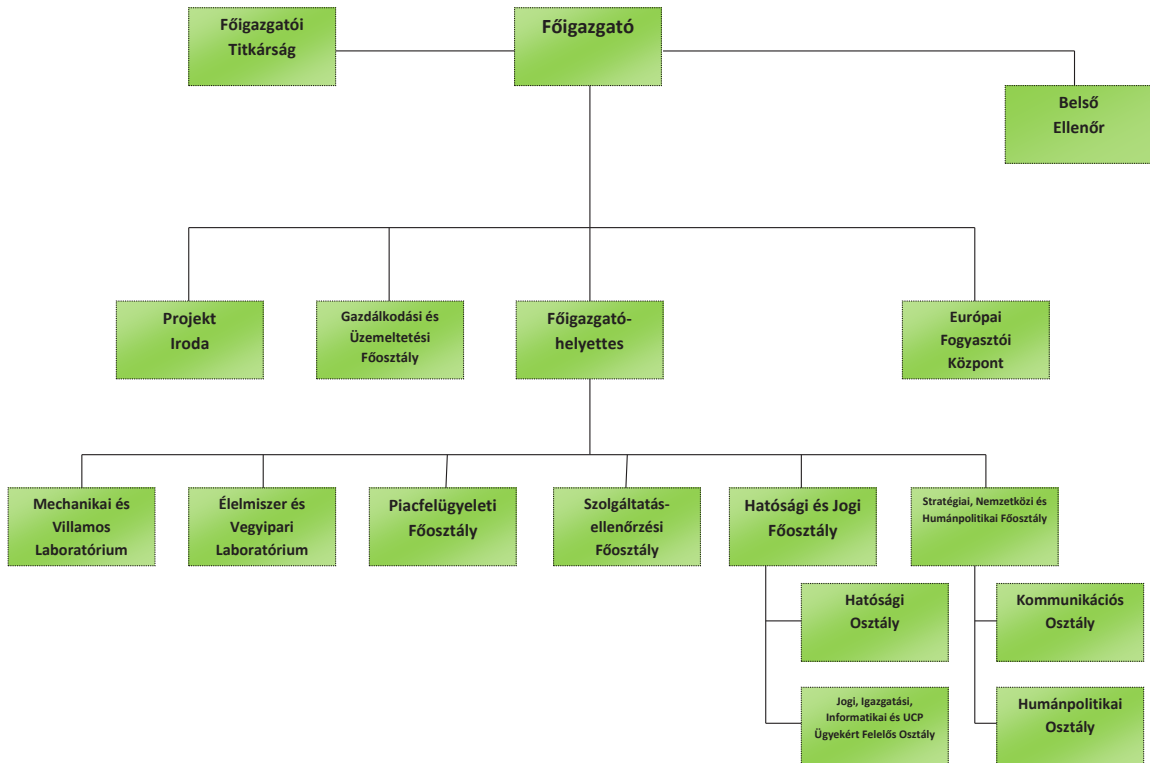 Főigazgatói
Titkárság
Főigazgató
Belső
Ellenőr
Projekt
Iroda
Gazdálkodási és
Üzemeltetési
Főosztály
Főigazgató-
helyettes
Európai
Fogyasztói
Központ
Mechanikai és
Villamos
Laboratórium
Élelmiszer és
Vegyipari
Laboratórium
Piacfelügyeleti
Főosztály
Szolgáltatás-
ellenőrzési
Főosztály
Hatósági és Jogi
Főosztály
Stratégiai, Nemzetközi és
Humánpolitikai Főosztály
Hatósági
Osztály
Kommunikációs
Osztály
Jogi, Igazgatási,
Informatikai és UCP
Ügyekért Felelős Osztály
Humánpolitikai
Osztály